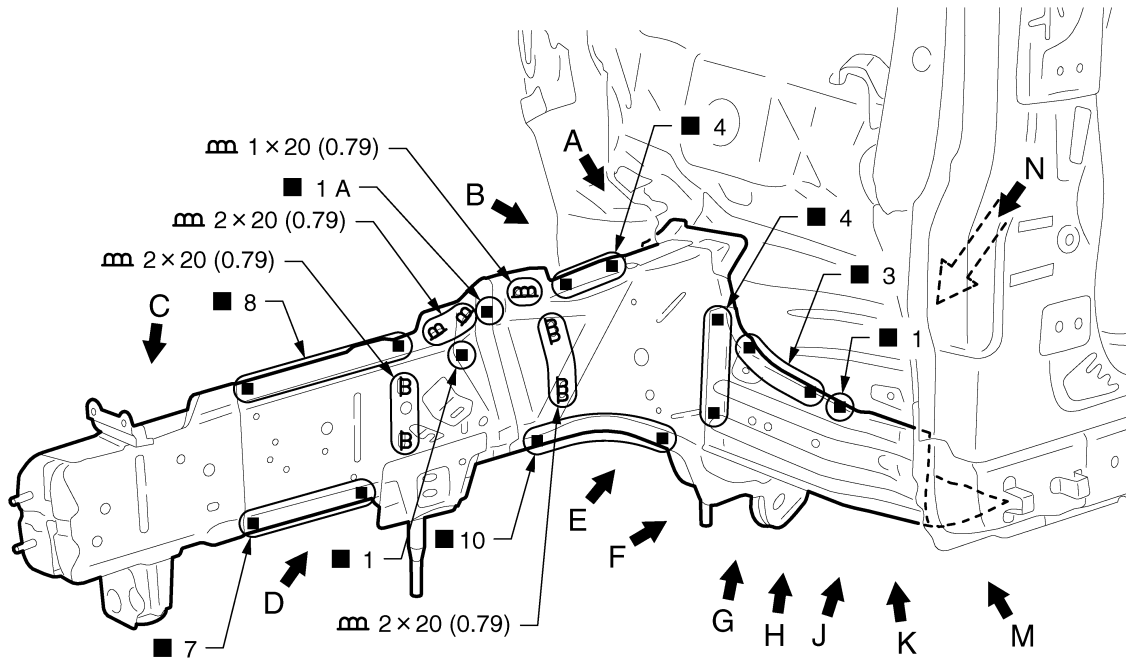 ■ 4
A
1×20 (0.79)
■ 1 A
N
B
2×20 (0.79)
■ 4
2×20 (0.79)
■ 3
C
■ 8
■ 1
E
■ 10
F
■ 1
D
G
H
J
K
M
2×20 (0.79)
■ 7